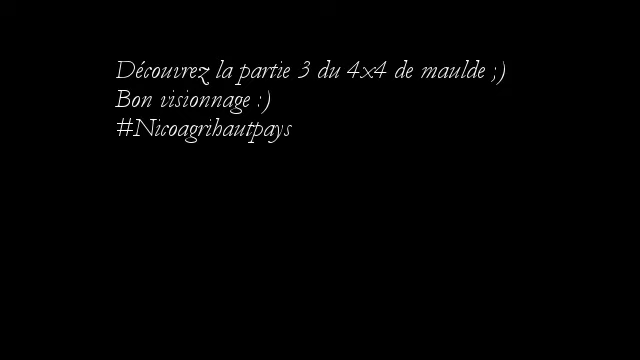 Découvrez la partie 3 du 4x4 de maulde ;)
Bon visionnage :)
#Nicoagrihautpays